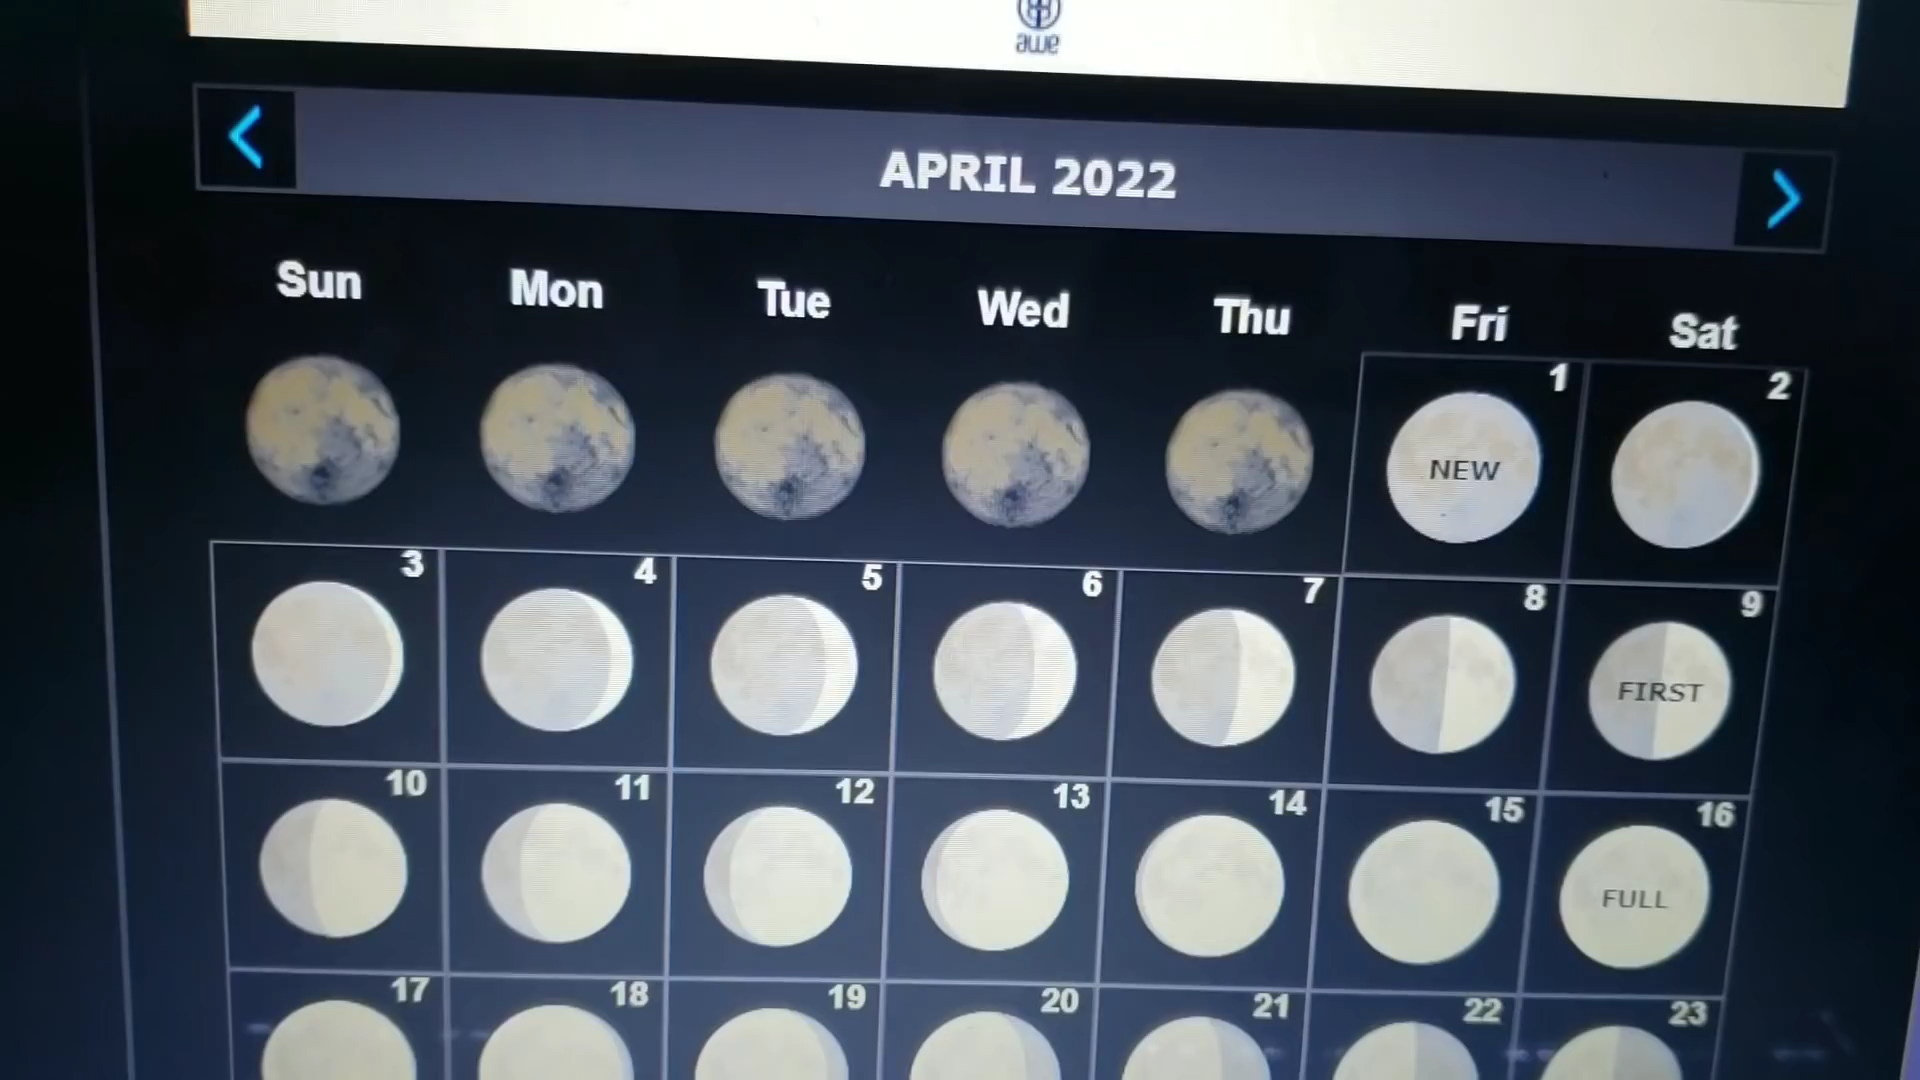 awe
APRIL 2022
Sun Mon Tue Wed Thu Fri Sat
1 2
NEW
3 4 5 6 7 8 9
FIRST
10 11 12 13 14 15 16
FULL
17 18 19 20 21 22 23